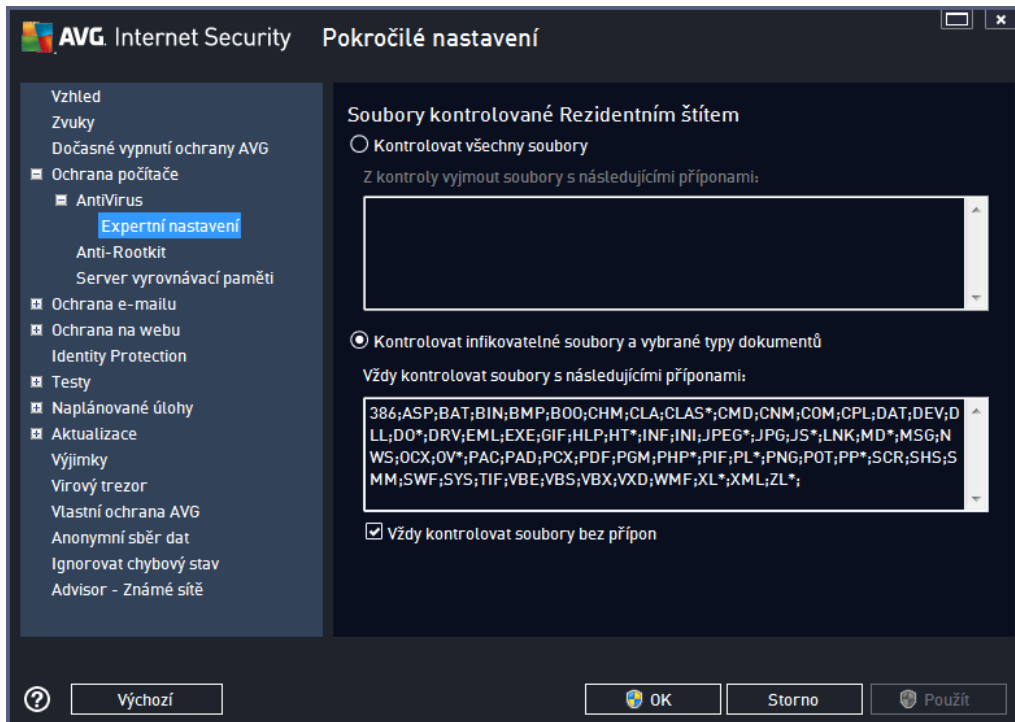 AVG. Internet Security Pokročilé nastavení
Vzhled
Zvuky
Dočasné vypnutí ochrany AVG
Ochrana počítače
AntiVirus
Expertní nastavení
Anti-Rootkit
Server vyrovnávací paměti
Ochrana e-mailu
Ochrana na webu
Identity Protection
Testy
Naplánované úlohy
Aktualizace
Výjimky
Virový trezor
Vlastní ochrana AVG
Anonymní sběr dat
Ignorovat chybový stav
Advisor - Známé sítě
Soubory kontrolované Rezidentním štítem
Kontrolovat všechny soubory
Z kontroly vyjmout soubory s následujícími příponami:
Kontrolovat infikovatelné soubory a vybrané typy dokumentů
Vždy kontrolovat soubory s následujícími příponami:
386;ASP;BAT;BIN;BMP;BOO;CHM;CLA;CLAS*;CMD;CNM;COM;CPL;DAT;DEV;D
LL;DO*;DRV;EML;EXE;GIF;HLP;HT*;INF;INI;JPEG*;JPG;JS*;LNK;MD*;MSG;N
WS;OCX;OV*;PAC;PAD;PCX;PDF;PGM;PHP*;PIF;PL*;PNG;POT;PP*;SCR;SHS;S
MM;SWF;SYS;TIF;VBE;VBS;VBX;VXD;WMF;XL*;XML;ZL*;
Vždy kontrolovat soubory bez přípon
Výchozí
OK
Storno
Použít